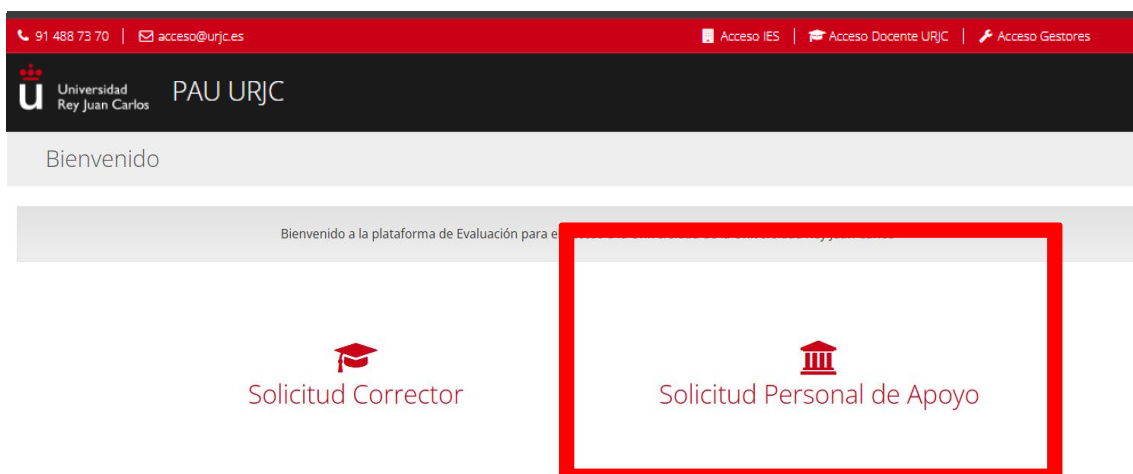 91 488 73 70 | acceso@urjc.es Acceso IES | Acceso Docente URJC | Acceso Gestores
Universidad
Rey Juan Carlos
PAU URJC
Bienvenido
Bienvenido a la plataforma de Evaluación para el
Solicitud Corrector
Solicitud Personal de Apoyo